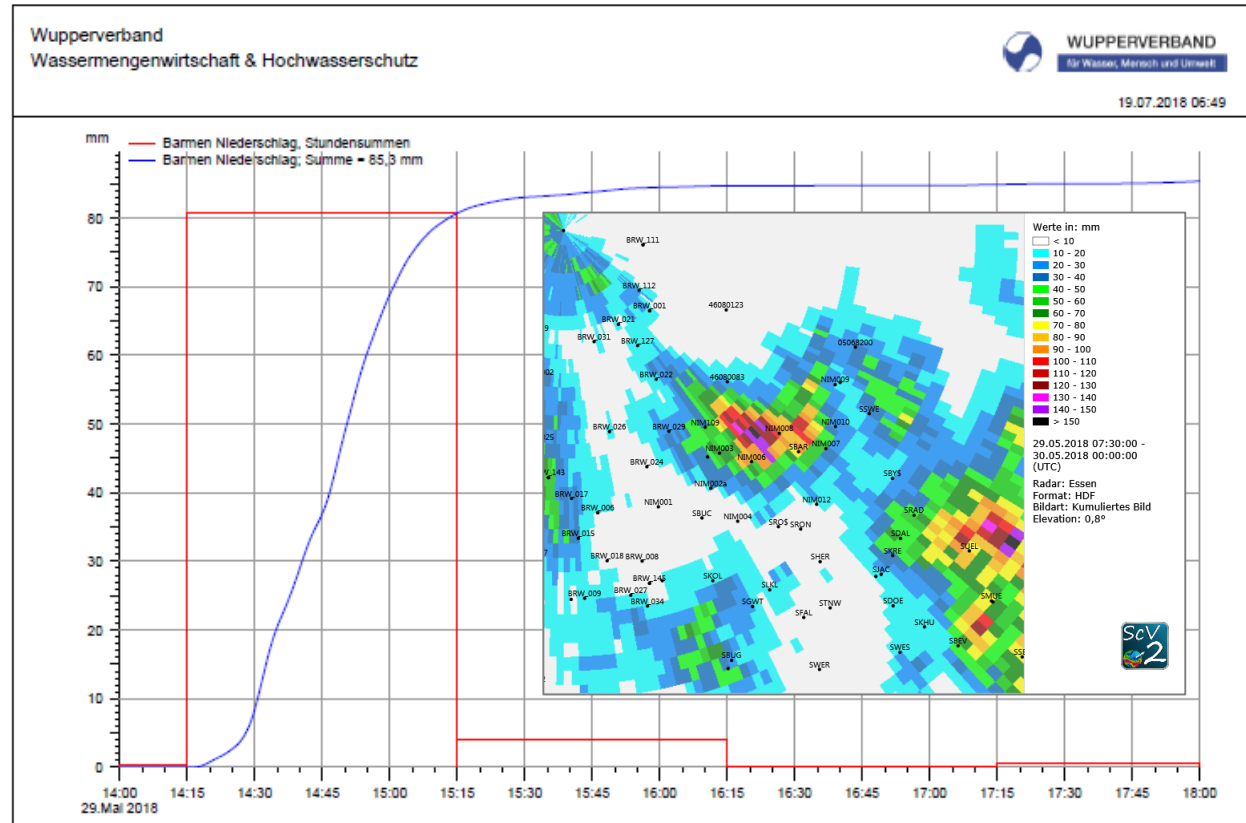 Wupperverband
Wassermengenwirtschaft & Hochwasserschutz
WUPPERVERBAND
für Wasser, Mensch und Umwelt
19.07.2018 06:49
mm
Barmen Niederschlag, Stundensummen
Barmen Niederschlag; Summe = 85,3 mm
80
70
60
50
40
30
20
10
0
14:00 14:15 14:30 14:45 15:00 15:15 15:30 15:45 16:00 16:15 16:30 16:45 17:00 17:15 17:30 17:45 18:00
29.Mai 2018
BRW_111
BRW_112
BRW_001
46080123
BRW_021
BRW_031
BRW_127
05068200
BRW_022
46080083
NIM009
SSWE
BRW_026
BRW_029
NIM109
NIM008
NIM010
NIM003
SBAR
NIM007
BRW_024
NIM006
SBYS
BRW_017
NIM002a
BRW_006
NIM001
SBUC
NIM004
NIM012
SROS
SRON
SRAD
BRW_015
SDAL
BRW_018
BRW_008
SHER
SKRE
SUEL
SJAC
BRW_145
SKOL
BRW_009
BRW_027
SLKL
BRW_034
SGWT
STNW
SDOE
SMUE
SFAL
SKHU
SBUG
SWES
SBEV
SWER
Werte in: mm
< 10
10 - 20
20 - 30
30 - 40
40 - 50
50 - 60
60 - 70
70 - 80
80 - 90
90 - 100
100 - 110
110 - 120
120 - 130
130 - 140
140 - 150
> 150
29.05.2018 07:30:00 -
30.05.2018 00:00:00
(UTC)
Radar: Essen
Format: HDF
Bildart: Kumuliertes Bild
Elevation: 0,8°
ScV
2